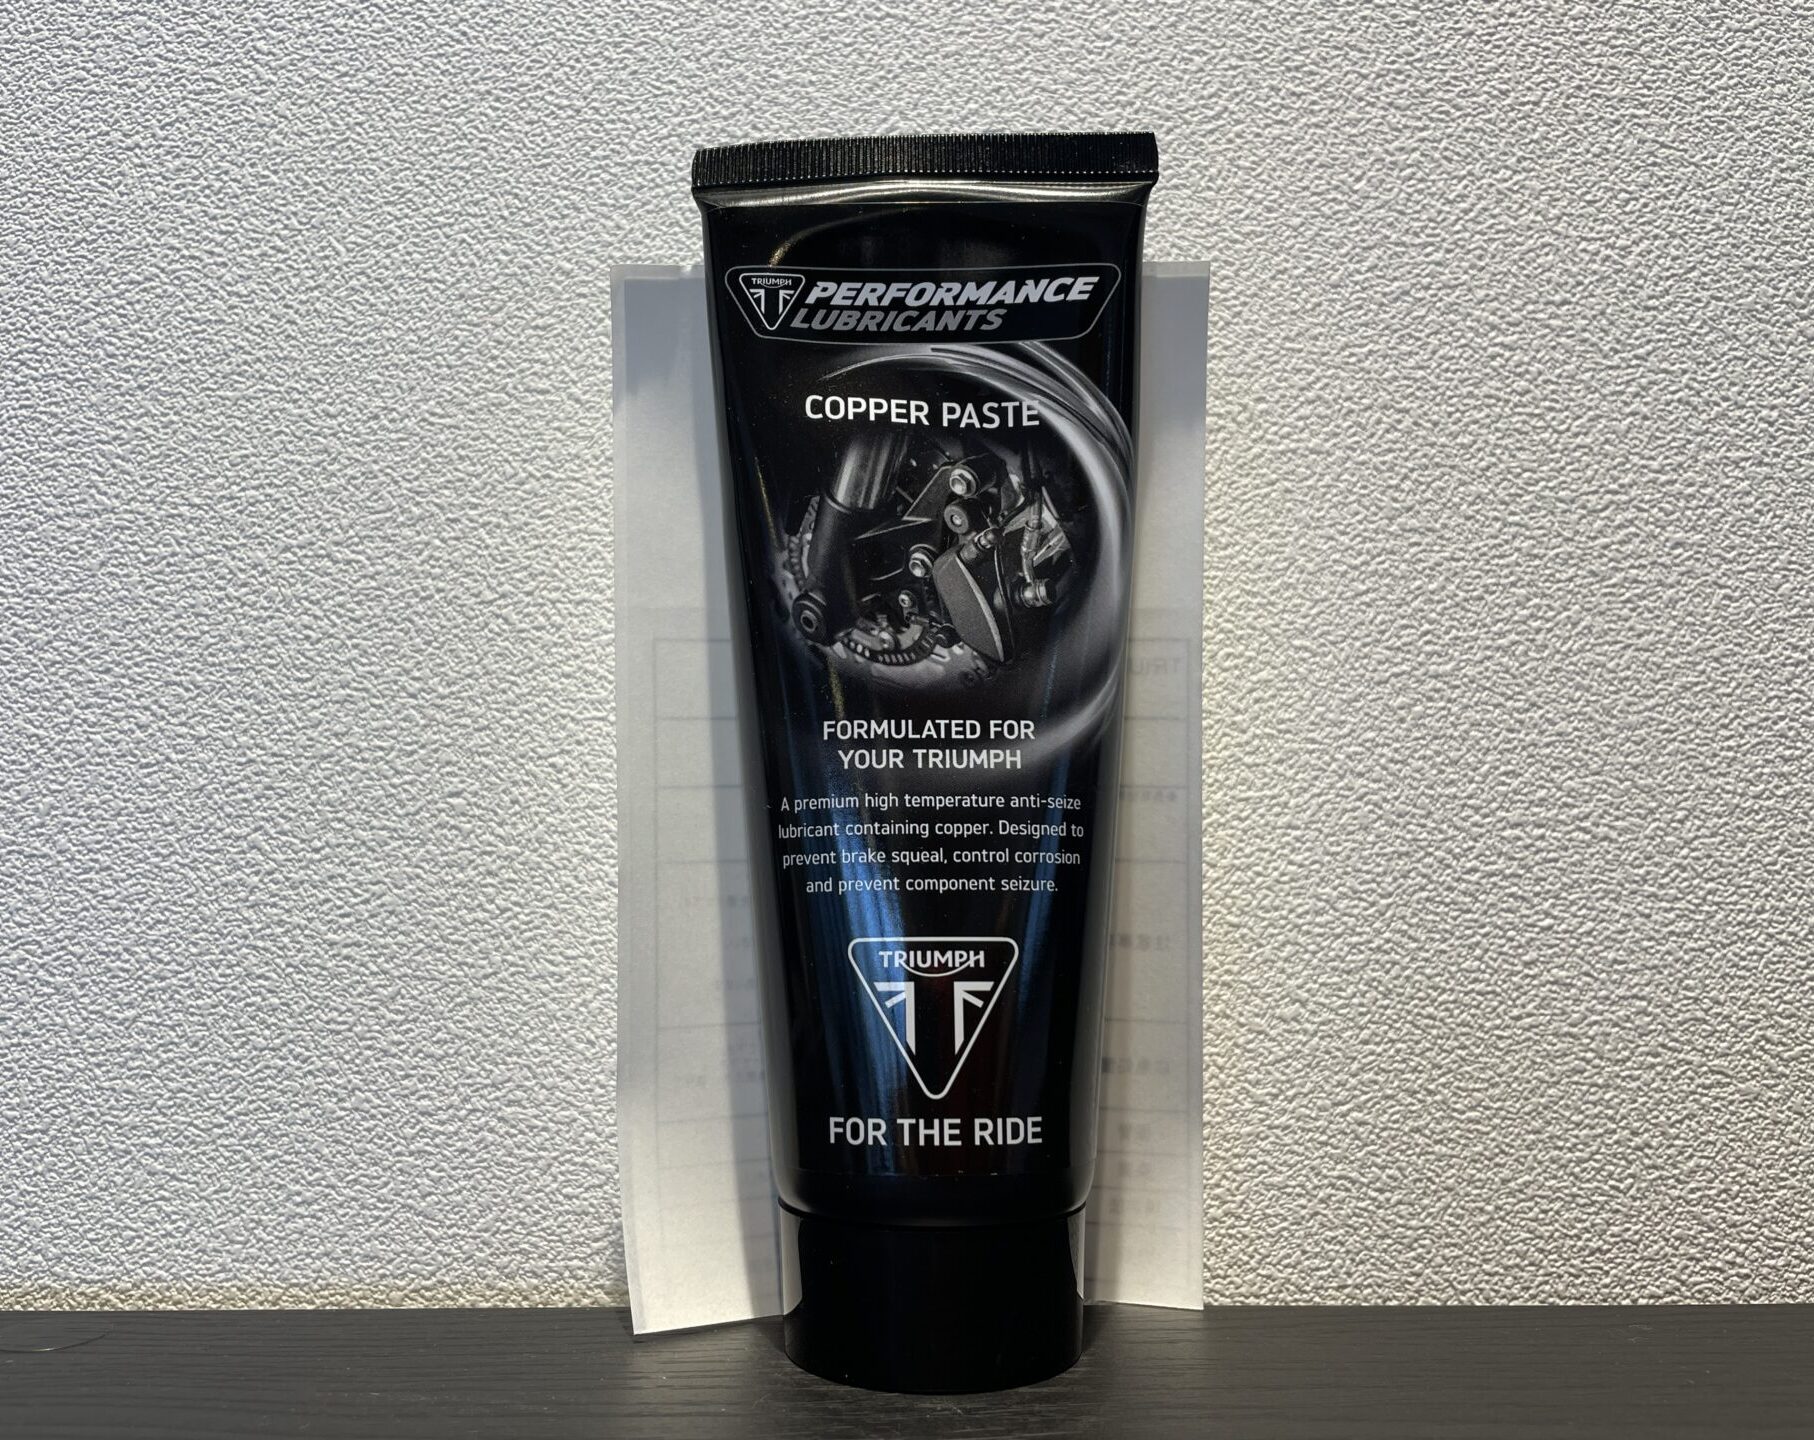 TRIUMPH
PERFORMANCE
LUBRICANTS
COPPER PASTE
FORMULATED FOR
YOUR TRIUMPH
A premium high temperature anti-seize
lubricant containing copper. Designed to
prevent brake squeal, control corrosion
and prevent component seizure.
TRIUMPH
FOR THE RIDE